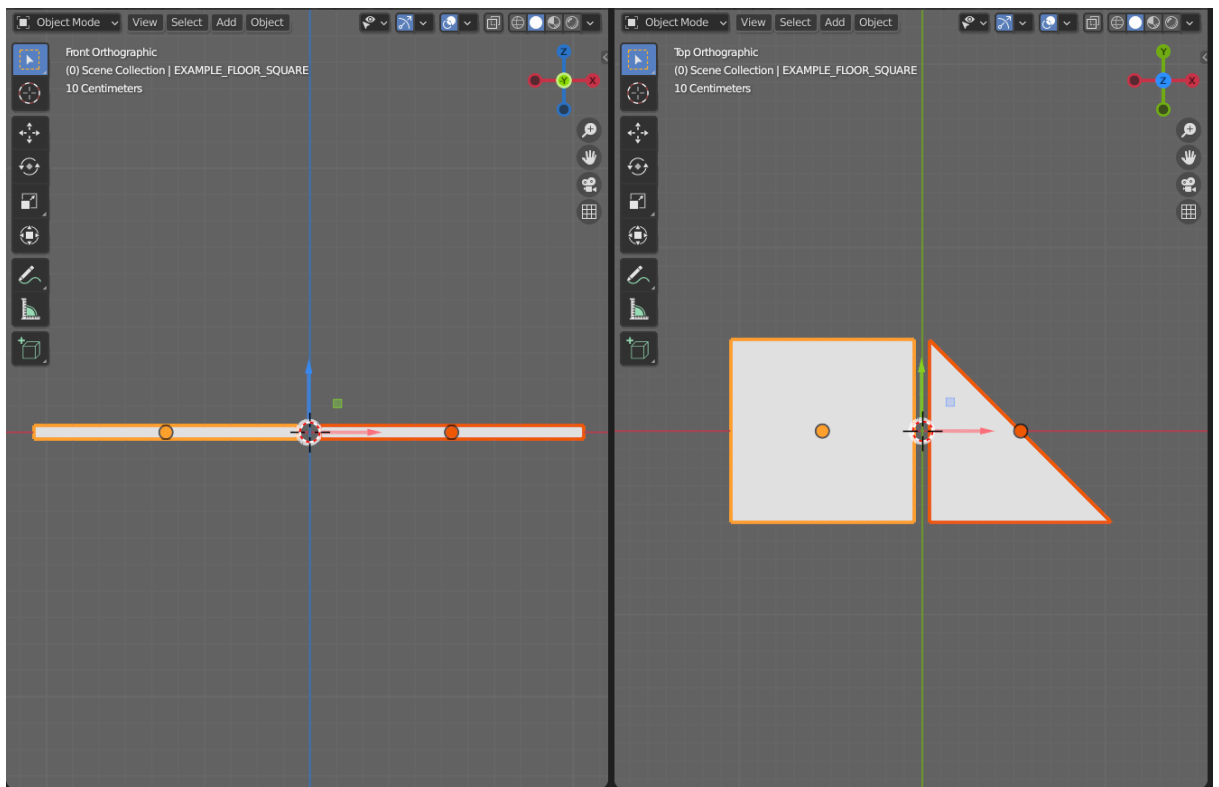 Object Mode View Select Add Object
Front Orthographic
(0) Scene Collection | EXAMPLE_FLOOR_SQUARE
10 Centimeters
Z
Y
X
Object Mode View Select Add Object
Top Orthographic
(0) Scene Collection | EXAMPLE_FLOOR_SQUARE
10 Centimeters
Y
Z
X